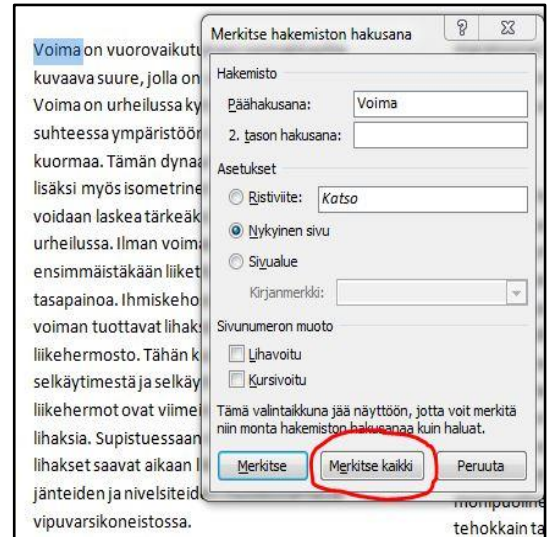 Voima on vuorovaikutu
kuvaava suure, jolla on
Voima on urheilussa ky
suhteessa ympäristöör
kuormaa. Tämän dynaa
lisäksi myös isometrine
voidaan laskea tärkeäk
urheilussa. Ilman voima
ensimmäistäkään liiket
tasapainoa. Ihmiskeho
voiman tuottavat lihaks
liikehermosto. Tähän k
selkäytimestä ja selkäy
liikehermot ovat viimei
lihaksia. Supistuessaan
lihakset saavat aikaan l
jänteiden ja nivelsiteide
vipuvarsikoneistossa.
Merkitse hakemiston hakusana
Hakemisto
Päähakusana: Voima
2. tason hakusana:
Asetukset
Ristiviite: Katso
Nykyinen sivu
Sivualue
Kirjanmerkki:
Sivunumeron muoto
Lihavoitu
Kursivoitu
Tämä valintaikkuna jää näyttöön, jotta voit merkitä
niin monta hakemiston hakusanaa kuin haluat.
Merkitse Merkitse kaikki Peruuta
monipuoline
tehokkain ta